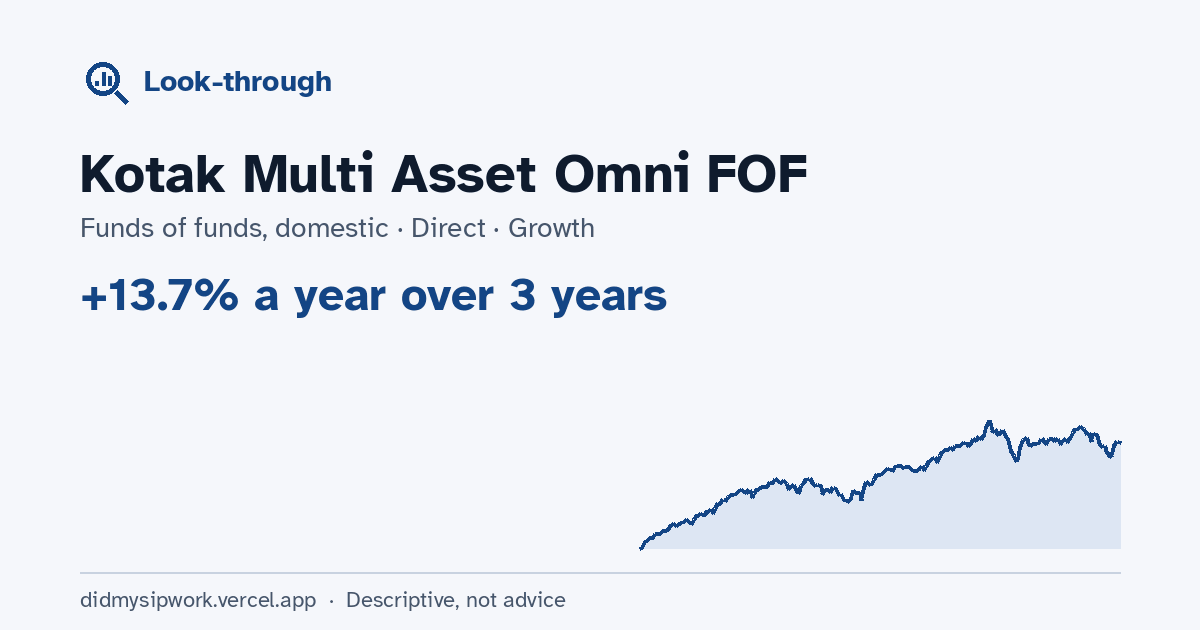 Look-through
Kotak Multi Asset Omni FOF
Funds of funds, domestic · Direct · Growth
+13.7% a year over 3 years
didmysipwork.vercel.app · Descriptive, not advice